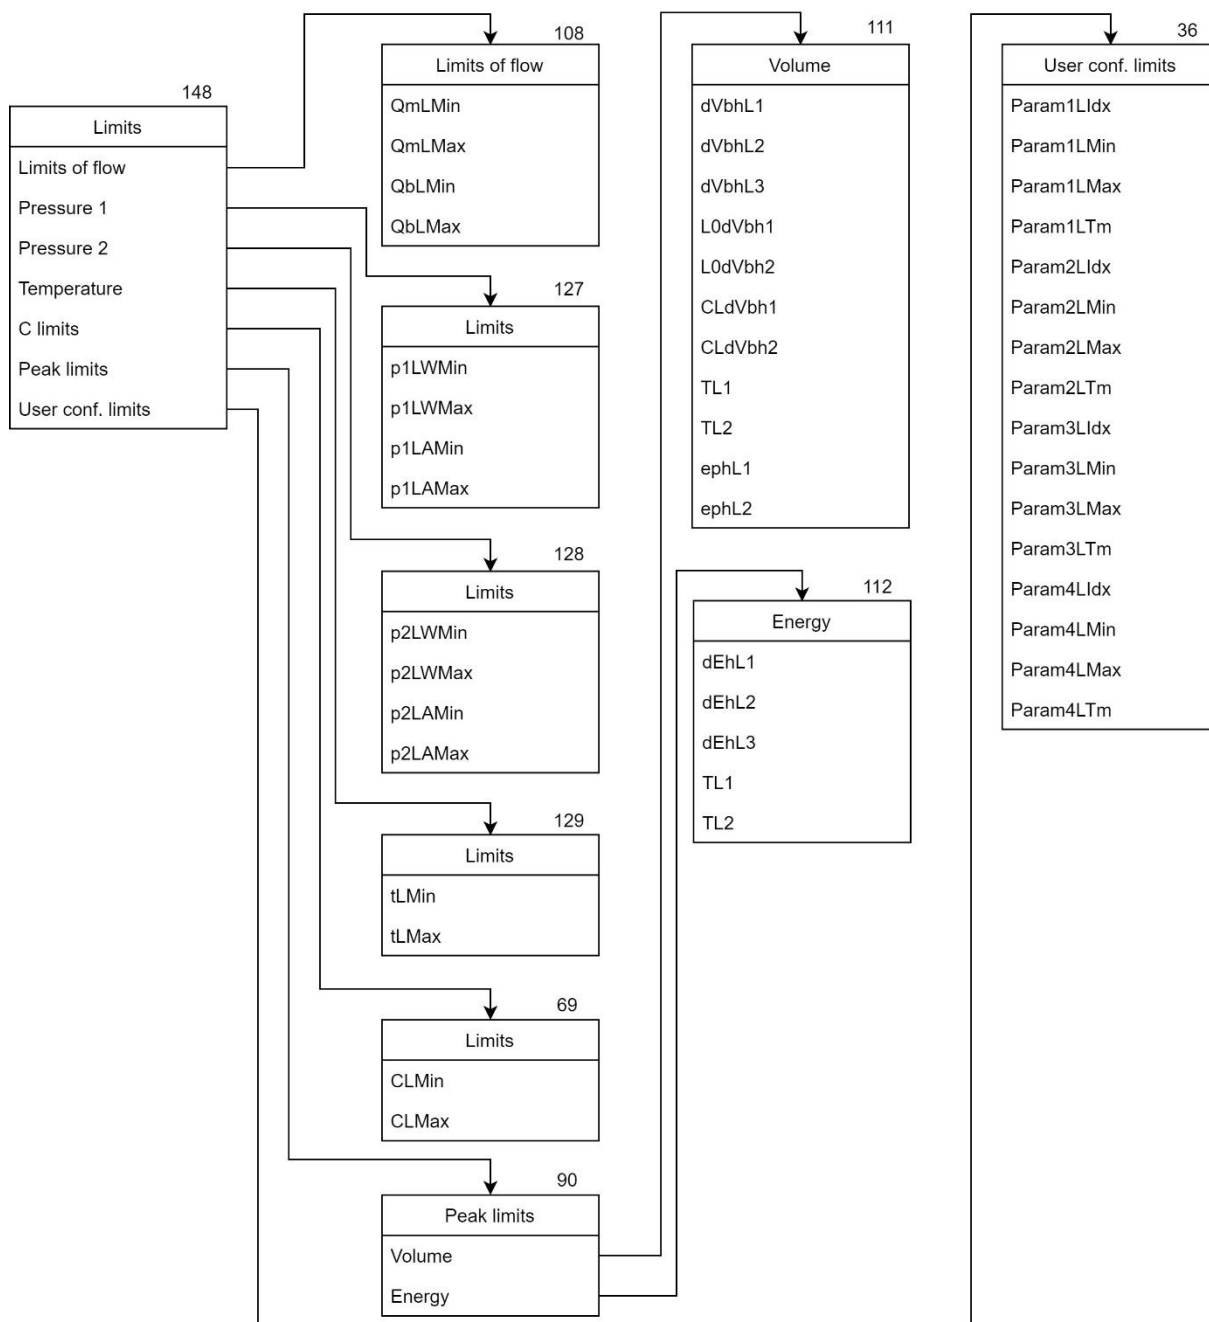 148
Limits
Limits of flow
Pressure 1
Pressure 2
Temperature
C limits
Peak limits
User conf. limits
108
Limits of flow
QmLMin
QmLMax
QbLMin
QbLMax
127
Limits
p1LWMin
p1LWMax
p1LAMin
p1LAMax
128
Limits
p2LWMin
p2LWMax
p2LAMin
p2LAMax
129
Limits
tLMin
tLMax
69
Limits
CLMin
CLMax
90
Peak limits
Volume
Energy
111
Volume
dVbhL1
dVbhL2
dVbhL3
L0dVbh1
L0dVbh2
CLdVbh1
CLdVbh2
TL1
TL2
ephL1
ephL2
112
Energy
dEhL1
dEhL2
dEhL3
TL1
TL2
36
User conf. limits
Param1LIdx
Param1LMin
Param1LMax
Param1LTm
Param2LIdx
Param2LMin
Param2LMax
Param2LTm
Param3LIdx
Param3LMin
Param3LMax
Param3LTm
Param4LIdx
Param4LMin
Param4LMax
Param4LTm